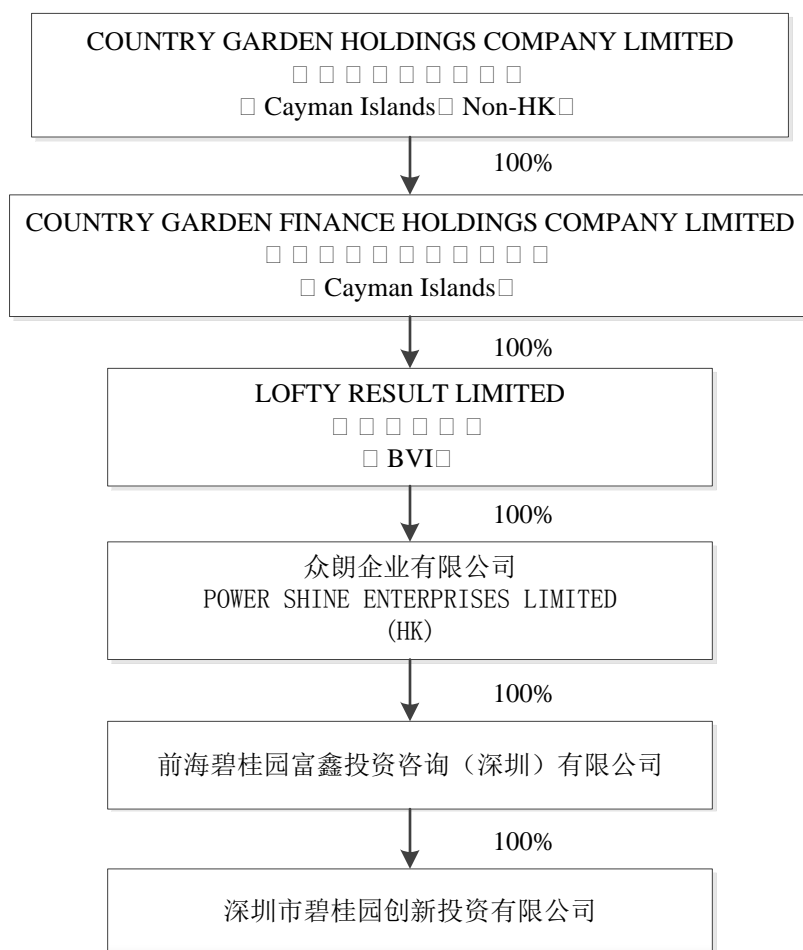 COUNTRY GARDEN HOLDINGS COMPANY LIMITED
Cayman Islands Non-HK
100%
COUNTRY GARDEN FINANCE HOLDINGS COMPANY LIMITED
Cayman Islands
100%
LOFTY RESULT LIMITED
BVI
100%
众朗企业有限公司
POWER SHINE ENTERPRISES LIMITED
(HK)
100%
前海碧桂园富鑫投资咨询（深圳）有限公司
100%
深圳市碧桂园创新投资有限公司